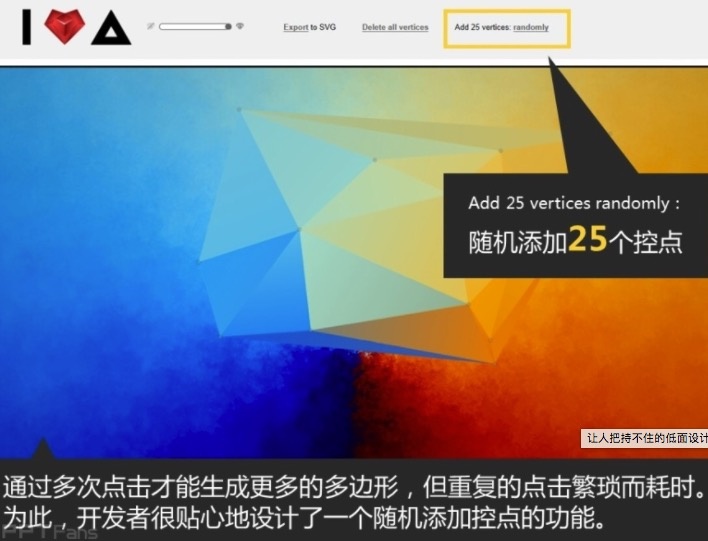 Export to SVG
Delete all vertices
Add 25 vertices: randomly
Add 25 vertices randomly：
随机添加25个控点
让人把持不住的低面设计
通过多次点击才能生成更多的多边形，但重复的点击繁琐而耗时。
为此，开发者很贴心地设计了一个随机添加控点的功能。
PPTFans